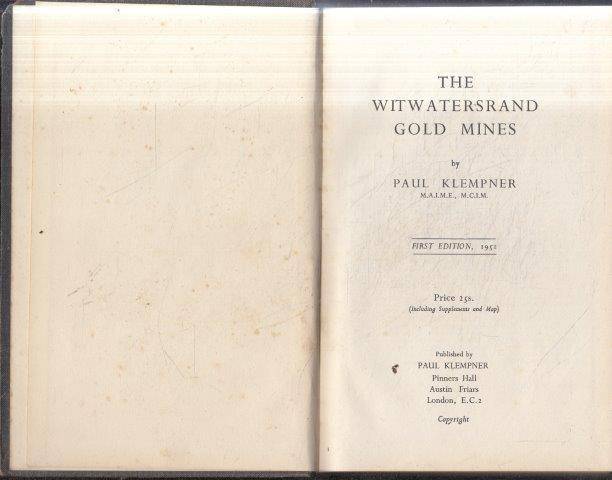 THE
WITWATERSRAND
GOLD MINES
by
PAUL KLEMPNER
M.A.I.M.E., M.C.I.M.
FIRST EDITION, 1951
Price 25s.
(Including Supplements and Map)
Published by
PAUL KLEMPNER
Pinners Hall
Austin Friars
London, E.C.2
Copyright